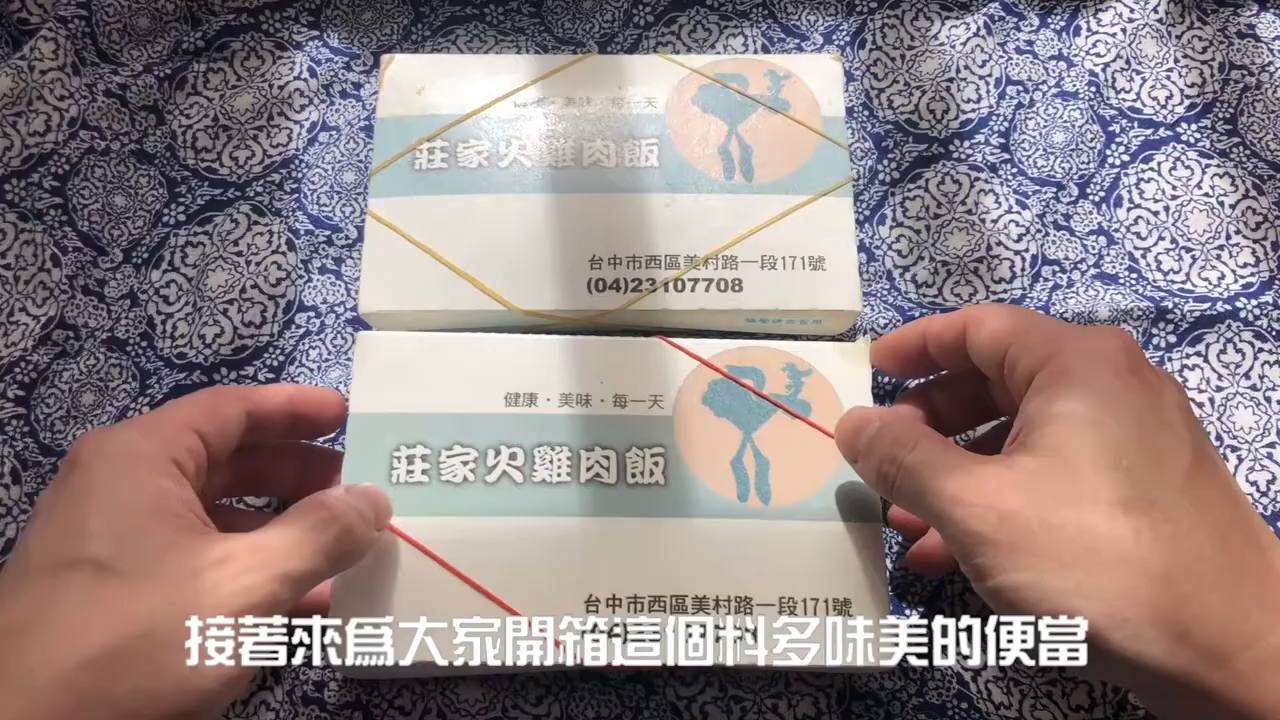 美味·每一天
莊家火雞肉飯
台中市西區美村路一段171號
(04)23107708
健康·美味·每一天
莊家火雞肉飯
台中市西區美村路一段171號
接著來為大家開箱這個料多味美的便當